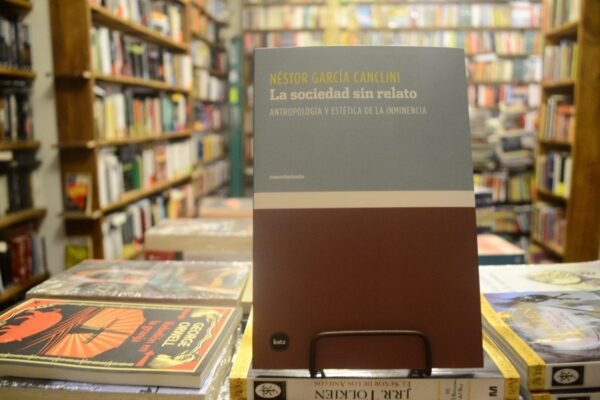 NÉSTOR GARCÍA CANCLINI
La sociedad sin relato
ANTROPOLOGÍA Y ESTÉTICA DE LA INMINENCIA
conocimiento
katz
GEORGE
ORWELL
J.R.R. TOLKIEN
EL SEÑOR DE LOS ANILLOS